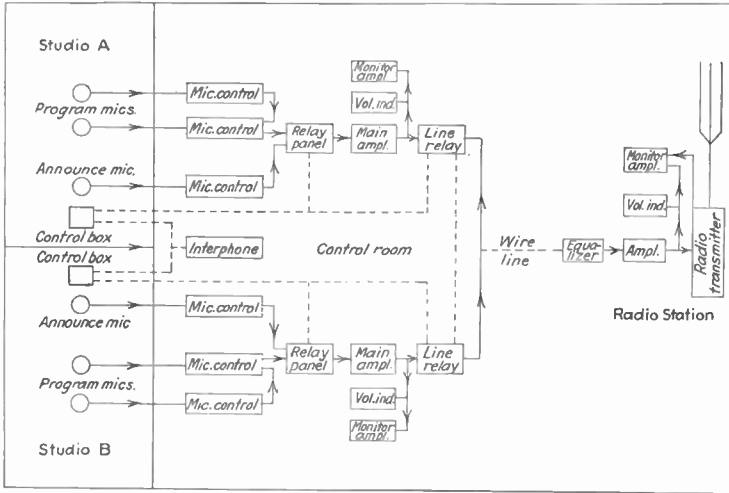 Studio A
Program mics.
Announce mic.
Control box
Control box
Announce mic
Program mics.
Studio B
Mic.control
Mic.control
Mic.control
Interphone
Mic.control
Mic.control
Mic.control
Relay
panel
Main
ampl.
Line
relay
Monitor
ampl
Vol.ind.
Control room
Relay
panel
Main
ampl.
Line
relay
Vol.ind.
Monitor
ampl.
Wire
line
Equa-
lizer
Ampl.
Vol.ind.
Monitor
ampl.
Radio
transmitter
Radio Station